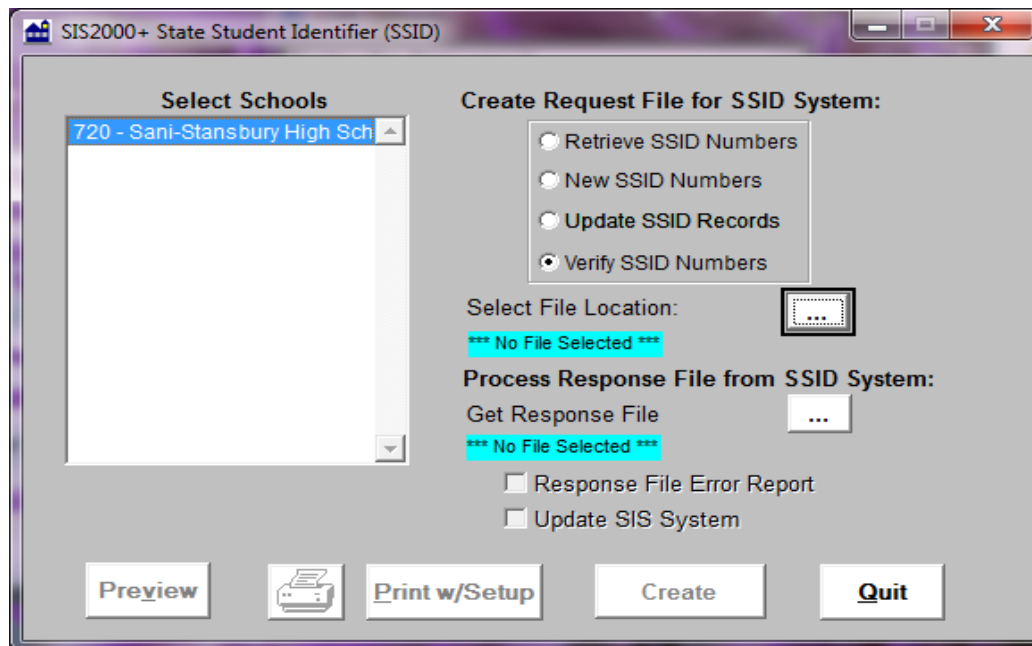 SIS2000+ State Student Identifier (SSID)
Select Schools
720 - Sani-Stansbury High Sch
Create Request File for SSID System:
Retrieve SSID Numbers
New SSID Numbers
Update SSID Records
Verify SSID Numbers
Select File Location:
...
*** No File Selected ***
Process Response File from SSID System:
Get Response File
...
*** No File Selected ***
Response File Error Report
Update SIS System
Preview
Print w/Setup
Create
Quit